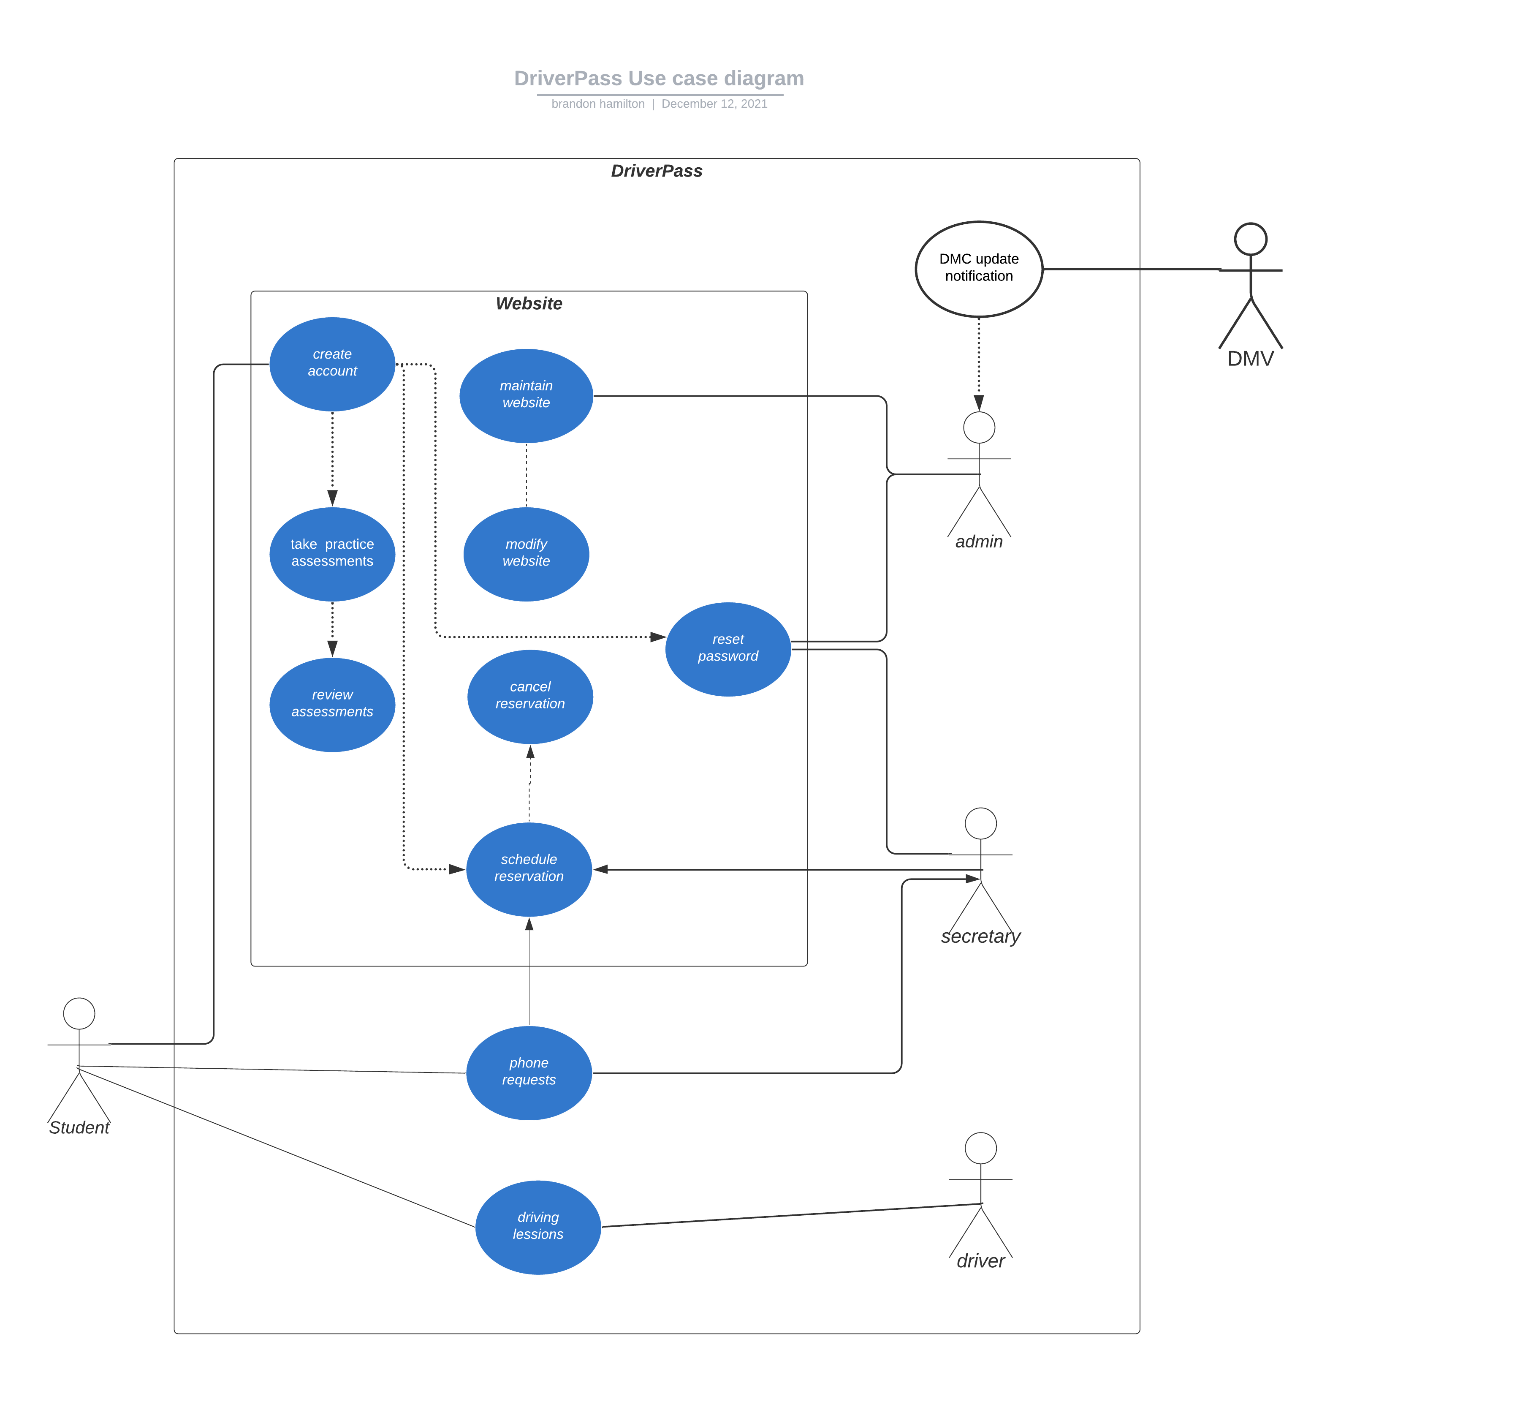 DriverPass Use case diagram
brandon hamilton | December 12, 2021
DriverPass
DMC update
notification
DMV
Website
create
account
maintain
website
admin
take practice
assessments
modify
website
reset
password
review
assessments
cancel
reservation
schedule
reservation
secretary
phone
requests
Student
driving
lessions
driver